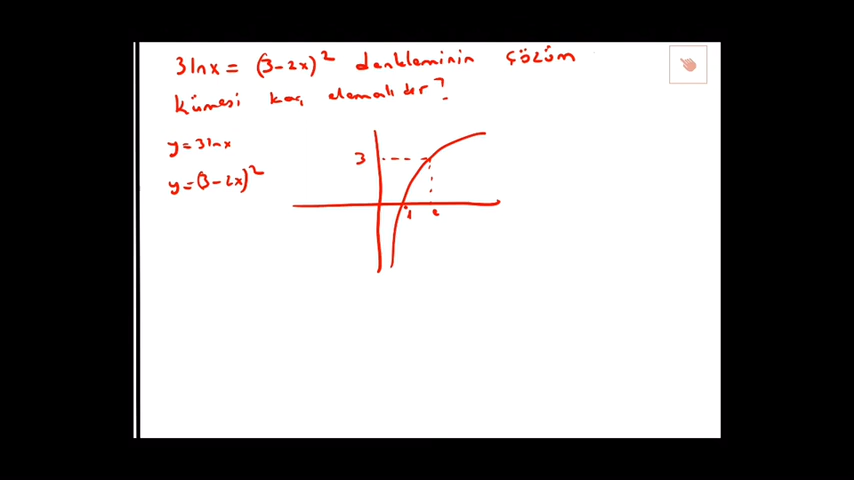 3lnx = (3-2x)² denkleminin çözüm
kümesi kaç elemanlıdır?
y=3lnx
y=(3-2x)²
3
1 e